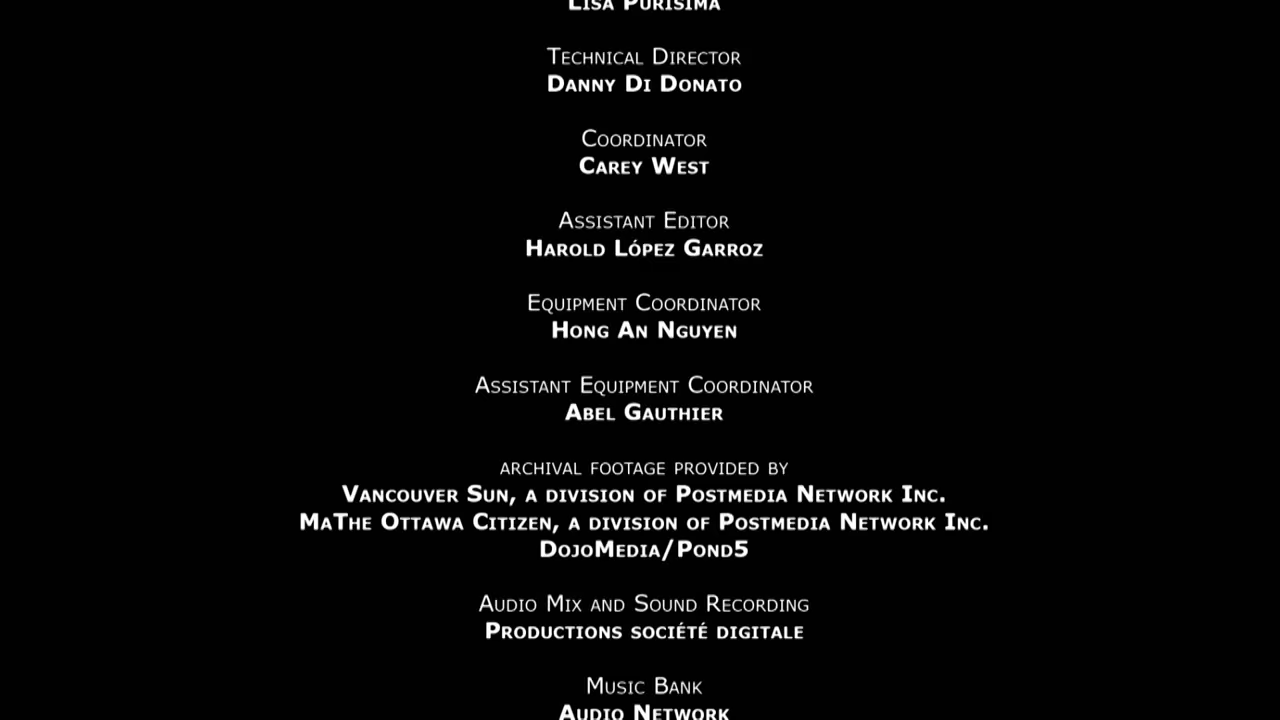 Lisa Purisima
Technical Director
Danny Di Donato
Coordinator
Carey West
Assistant Editor
Harold López Garroz
Equipment Coordinator
Hong An Nguyen
Assistant Equipment Coordinator
Abel Gauthier
archival footage provided by
Vancouver Sun, a division of Postmedia Network Inc.
MaThe Ottawa Citizen, a division of Postmedia Network Inc.
DojoMedia/Pond5
Audio Mix and Sound Recording
Productions société digitale
Music Bank
Audio Network